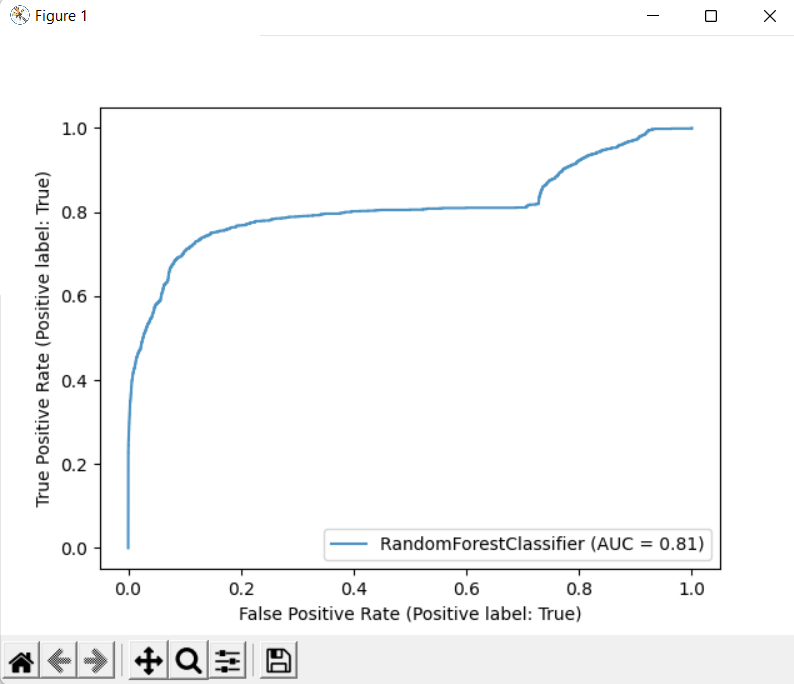 Figure 1
1.0
0.8
0.6
0.4
0.2
0.0
True Positive Rate (Positive label: True)
RandomForestClassifier (AUC = 0.81)
0.0 0.2 0.4 0.6 0.8 1.0
False Positive Rate (Positive label: True)